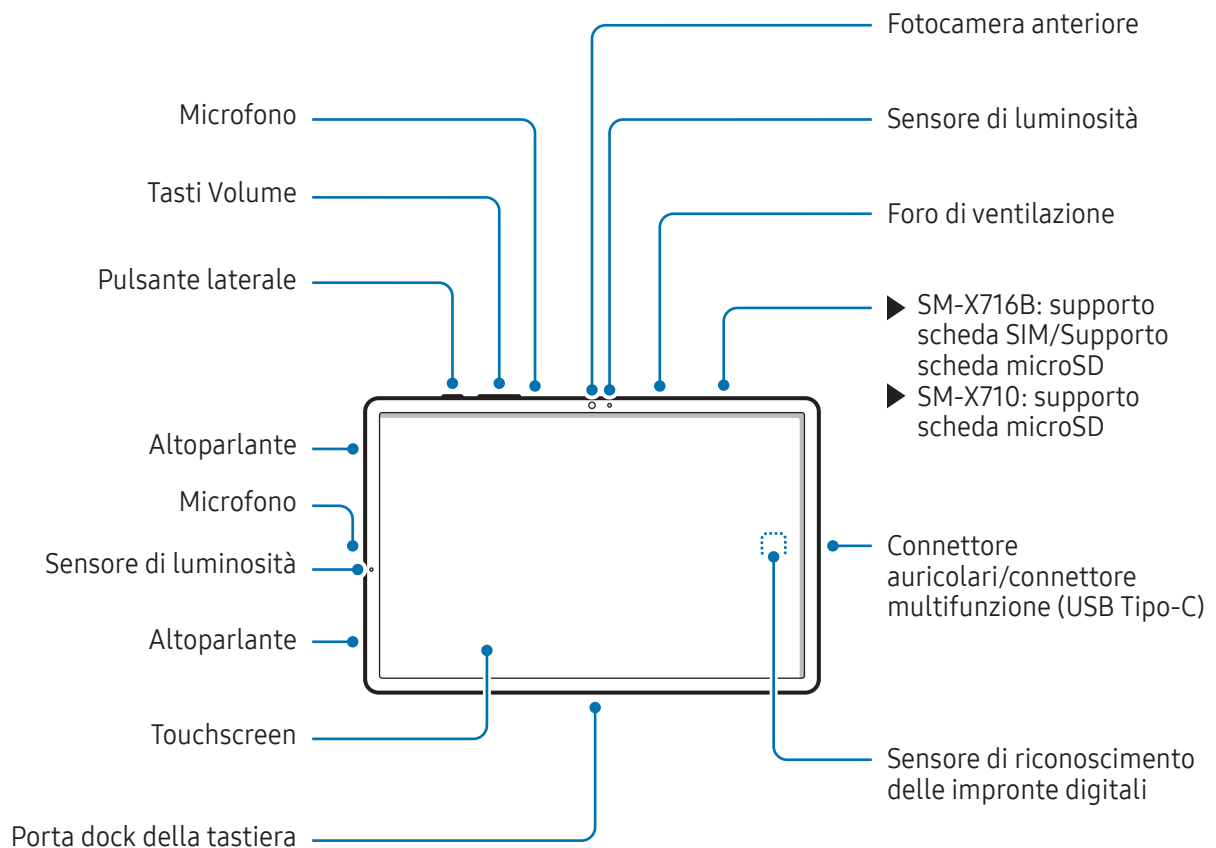 Fotocamera anteriore
Microfono
Sensore di luminosità
Tasti Volume
Foro di ventilazione
Pulsante laterale
SM-X716B: supporto
scheda SIM/Supporto
scheda microSD
SM-X710: supporto
scheda microSD
Altoparlante
Microfono
Sensore di luminosità
Connettore
auricolari/connettore
multifunzione (USB Tipo-C)
Altoparlante
Touchscreen
Sensore di riconoscimento
delle impronte digitali
Porta dock della tastiera